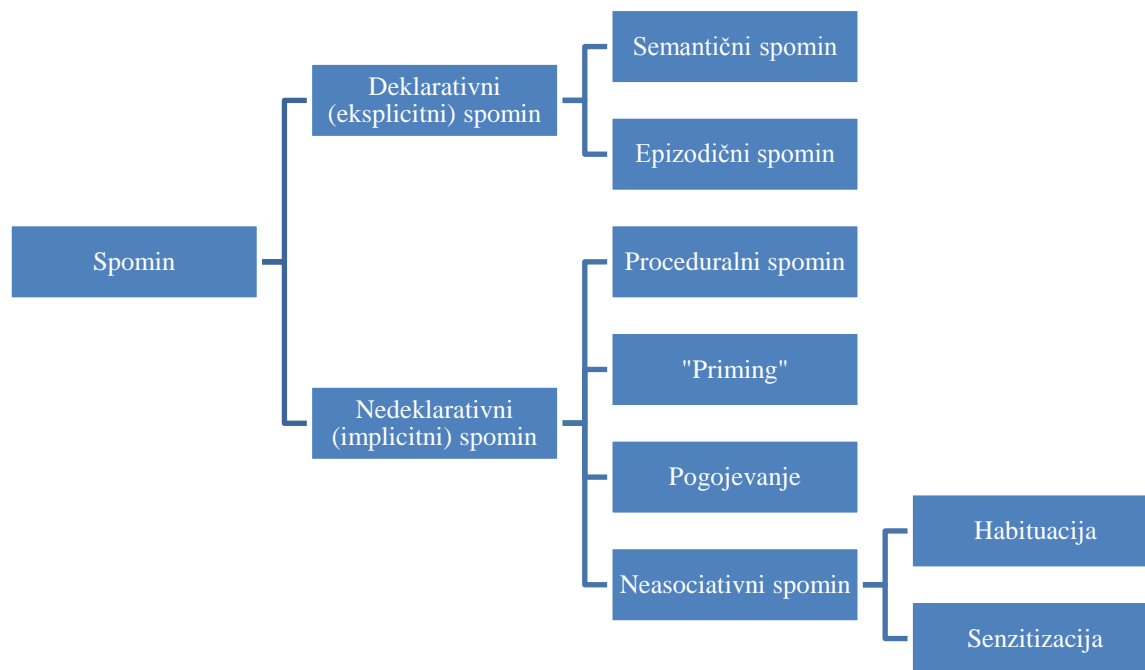 Semantični spomin
Deklarativni
(eksplicitni) spomin
Epizodični spomin
Spomin
Proceduralni spomin
"Priming"
Nedeklarativni
(implicitni) spomin
Pogojevanje
Habituacija
Neasociativni spomin
Senzitizacija